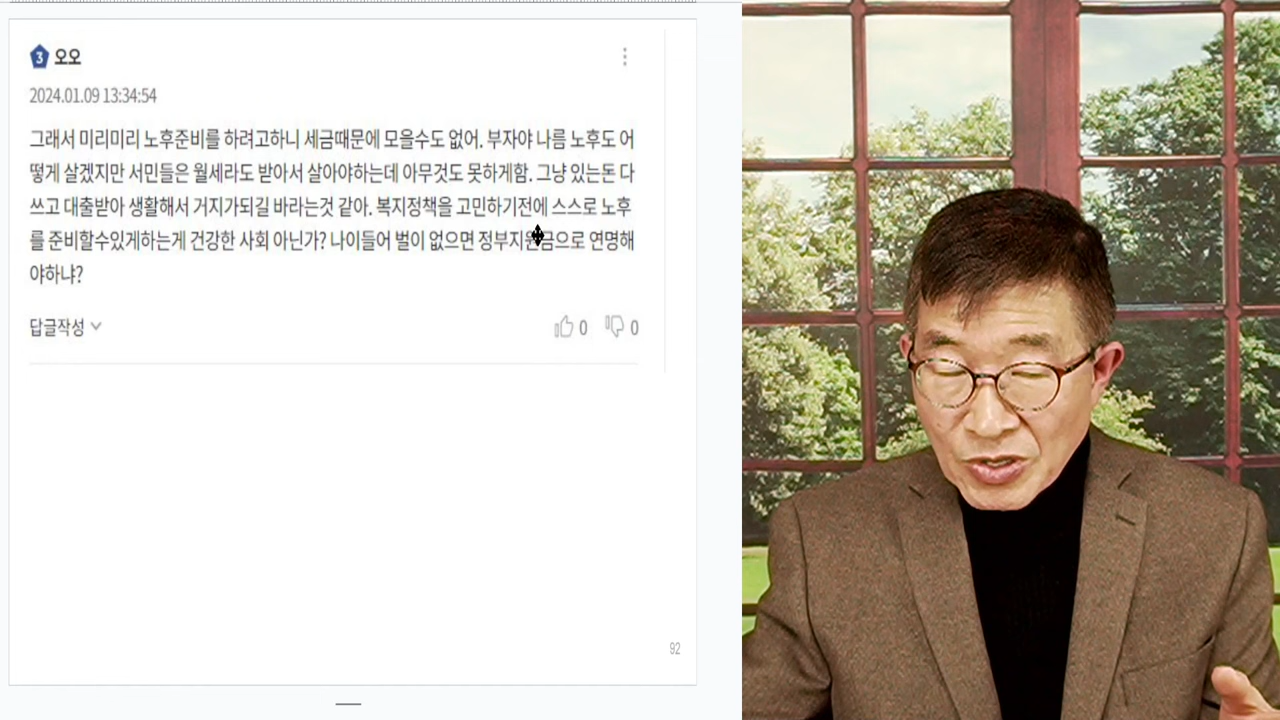 3 오오
2024.01.09 13:34:54
그래서 미리미리 노후준비를 하려고하니 세금때문에 모을수도 없어. 부자야 나름 노후도 어
떻게 살겠지만 서민들은 월세라도 받아서 살아야하는데 아무것도 못하게함. 그냥 있는돈 다
쓰고 대출받아 생활해서 거지가되길 바라는것 같아. 복지정책을 고민하기전에 스스로 노후
를 준비할수있게하는게 건강한 사회 아닌가? 나이들어 벌이 없으면 정부지원금으로 연명해
야하냐?
답글작성 0 0
92